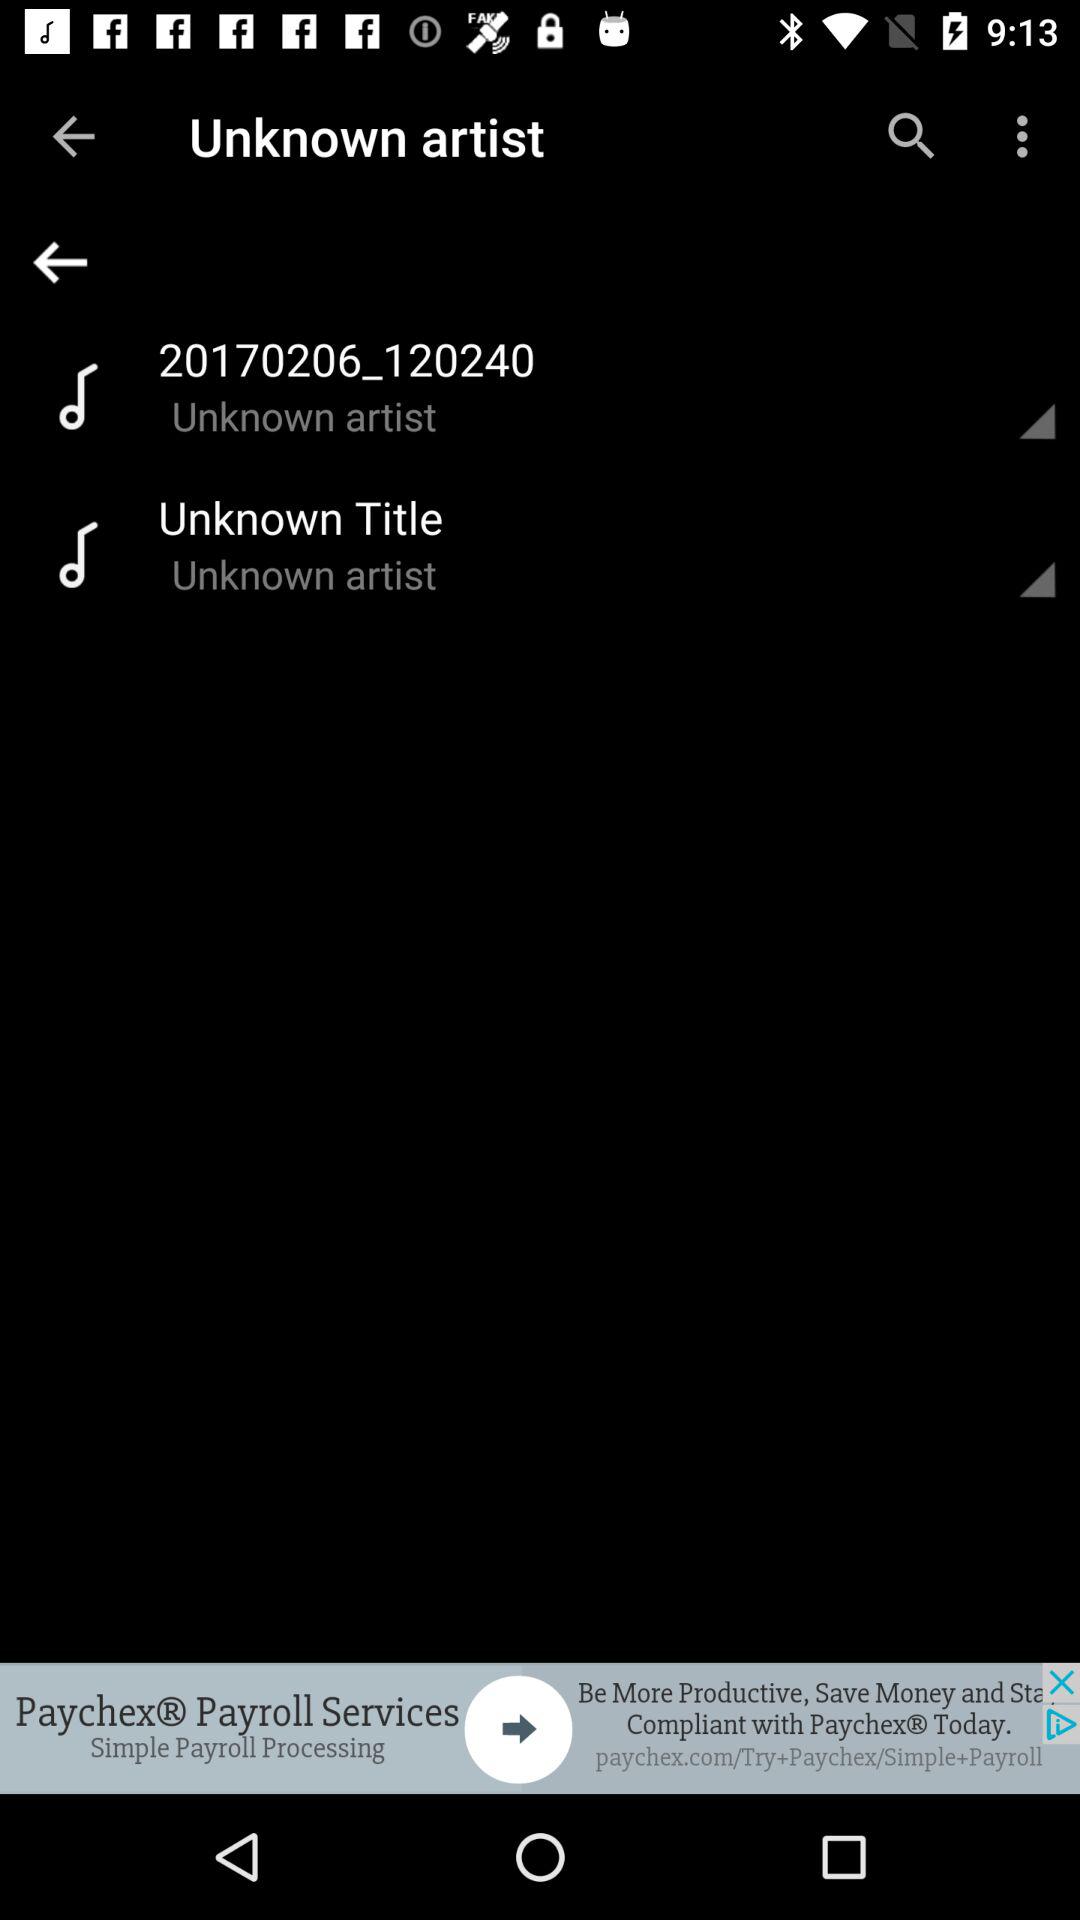 FAKE
9:13
Unknown artist
20170206_120240
Unknown artist
Unknown Title
Unknown artist
Paychex® Payroll Services
Simple Payroll Processing
Be More Productive, Save Money and Sta
Compliant with Paychex® Today.
paychex.com/Try+Paychex/Simple+Payroll